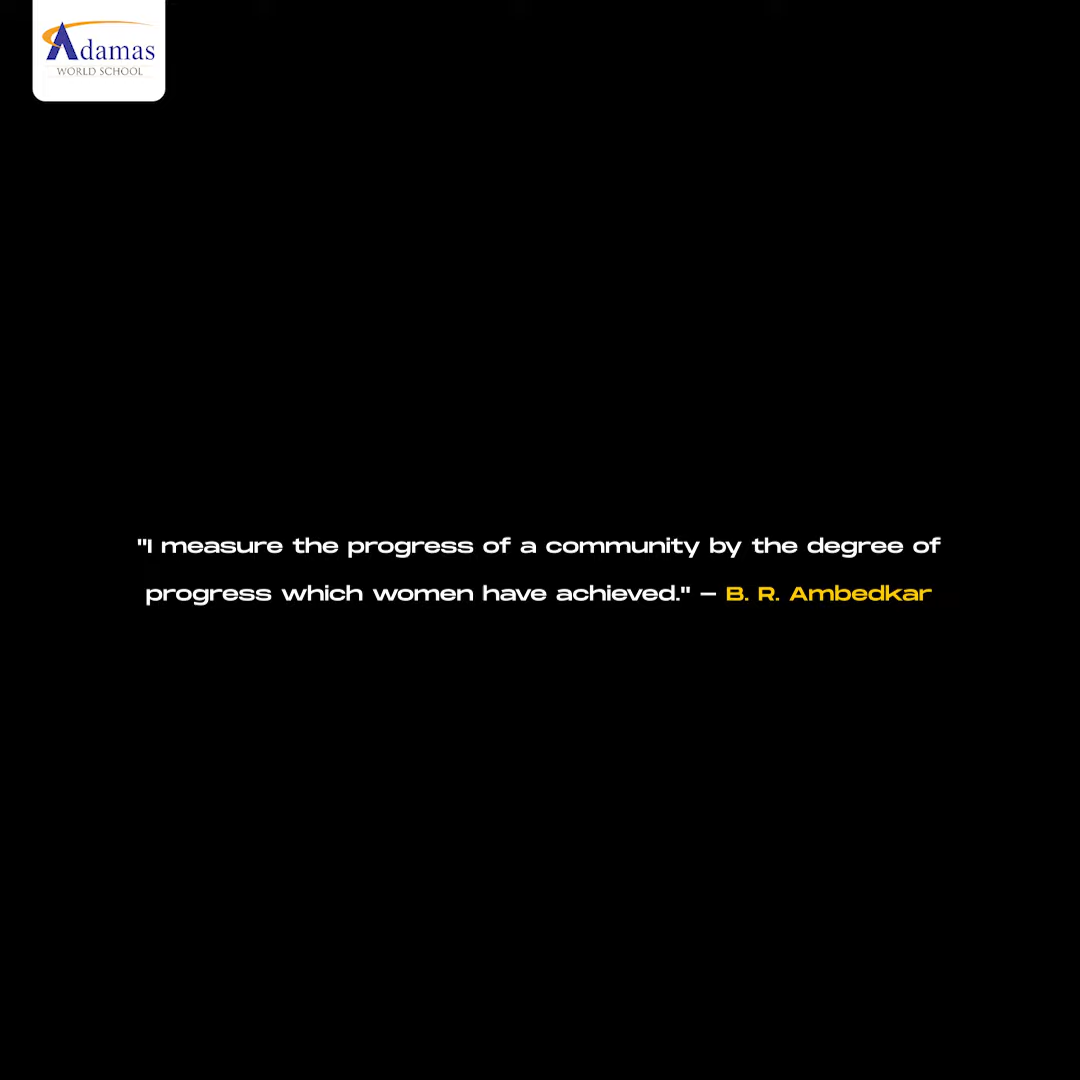 Adamas
WORLD SCHOOL
"I measure the progress of a community by the degree of
progress which women have achieved." – B. R. Ambedkar